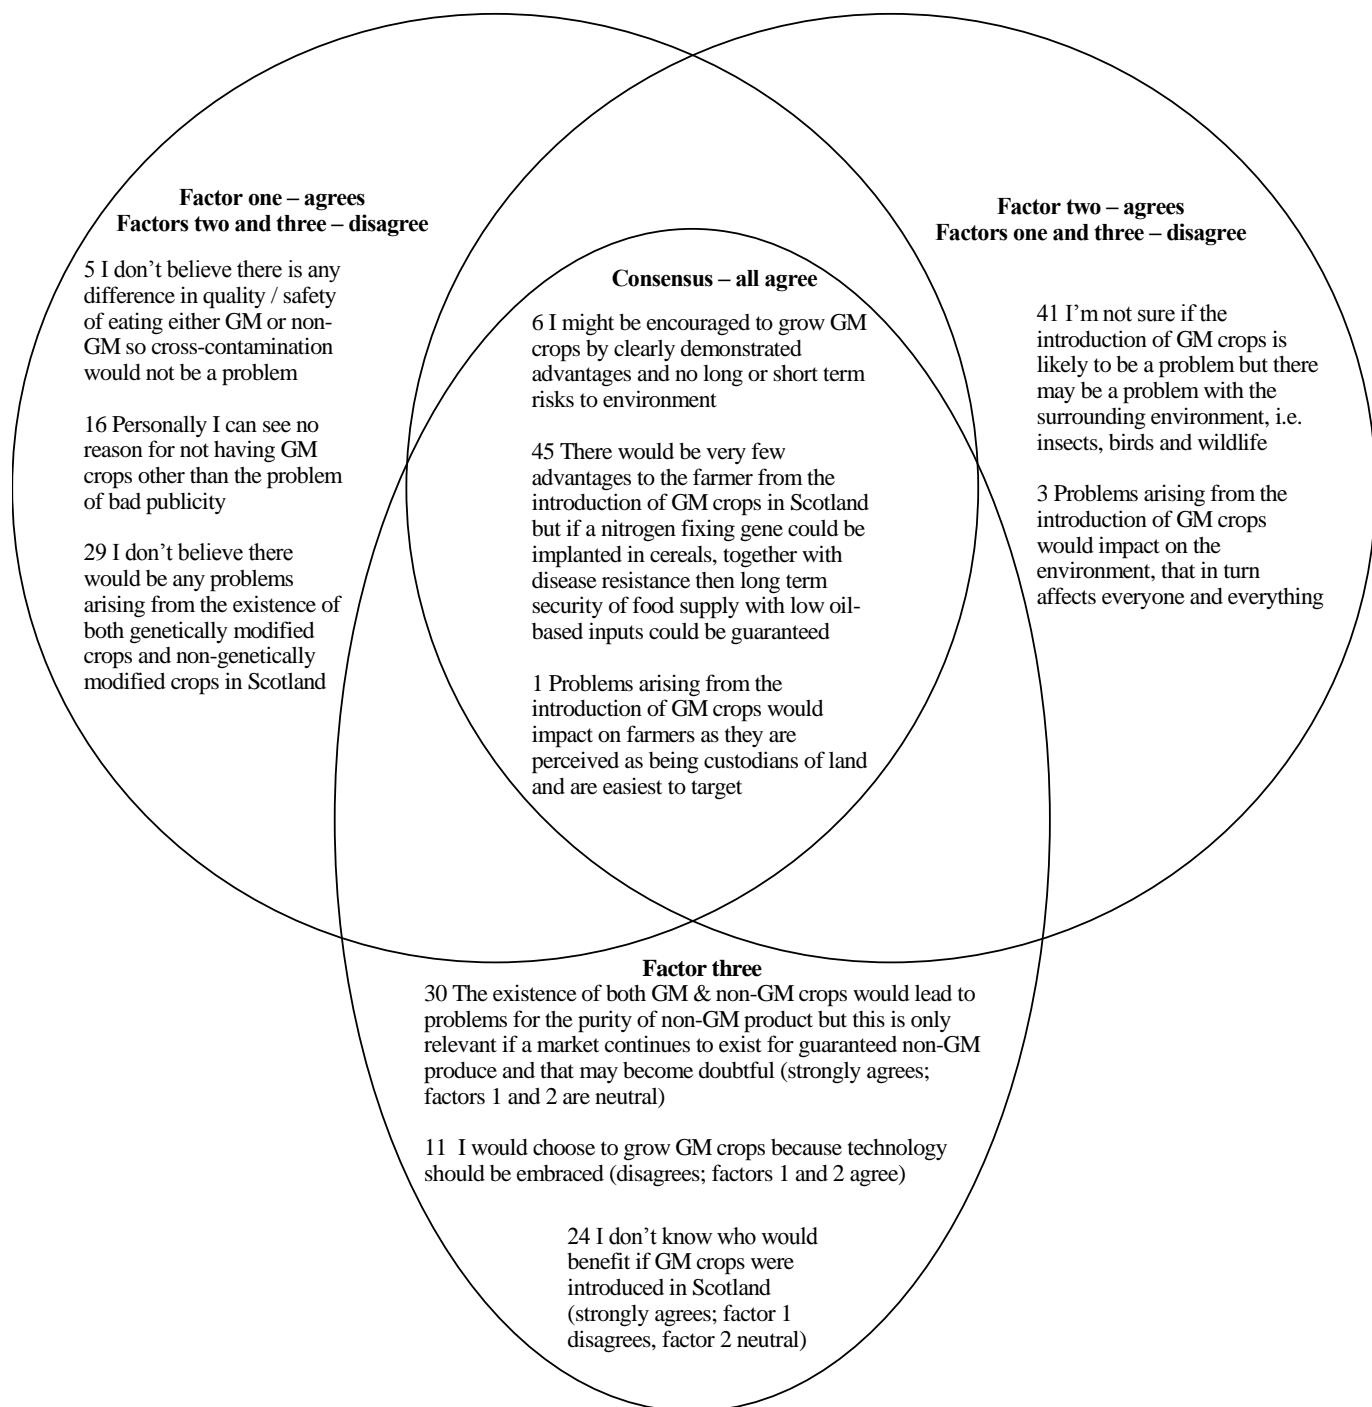 Factor one – agrees
Factors two and three – disagree
5 I don’t believe there is any
difference in quality / safety
of eating either GM or non-
GM so cross-contamination
would not be a problem
16 Personally I can see no
reason for not having GM
crops other than the problem
of bad publicity
29 I don’t believe there
would be any problems
arising from the existence of
both genetically modified
crops and non-genetically
modified crops in Scotland
Consensus – all agree
6 I might be encouraged to grow GM
crops by clearly demonstrated
advantages and no long or short term
risks to environment
45 There would be very few
advantages to the farmer from the
introduction of GM crops in Scotland
but if a nitrogen fixing gene could be
implanted in cereals, together with
disease resistance then long term
security of food supply with low oil-
based inputs could be guaranteed
1 Problems arising from the
introduction of GM crops would
impact on farmers as they are
perceived as being custodians of land
and are easiest to target
Factor two – agrees
Factors one and three – disagree
41 I’m not sure if the
introduction of GM crops is
likely to be a problem but there
may be a problem with the
surrounding environment, i.e.
insects, birds and wildlife
3 Problems arising from the
introduction of GM crops
would impact on the
environment, that in turn
affects everyone and everything
Factor three
30 The existence of both GM & non-GM crops would lead to
problems for the purity of non-GM product but this is only
relevant if a market continues to exist for guaranteed non-GM
produce and that may become doubtful (strongly agrees;
factors 1 and 2 are neutral)
11 I would choose to grow GM crops because technology
should be embraced (disagrees; factors 1 and 2 agree)
24 I don’t know who would
benefit if GM crops were
introduced in Scotland
(strongly agrees; factor 1
disagrees, factor 2 neutral)